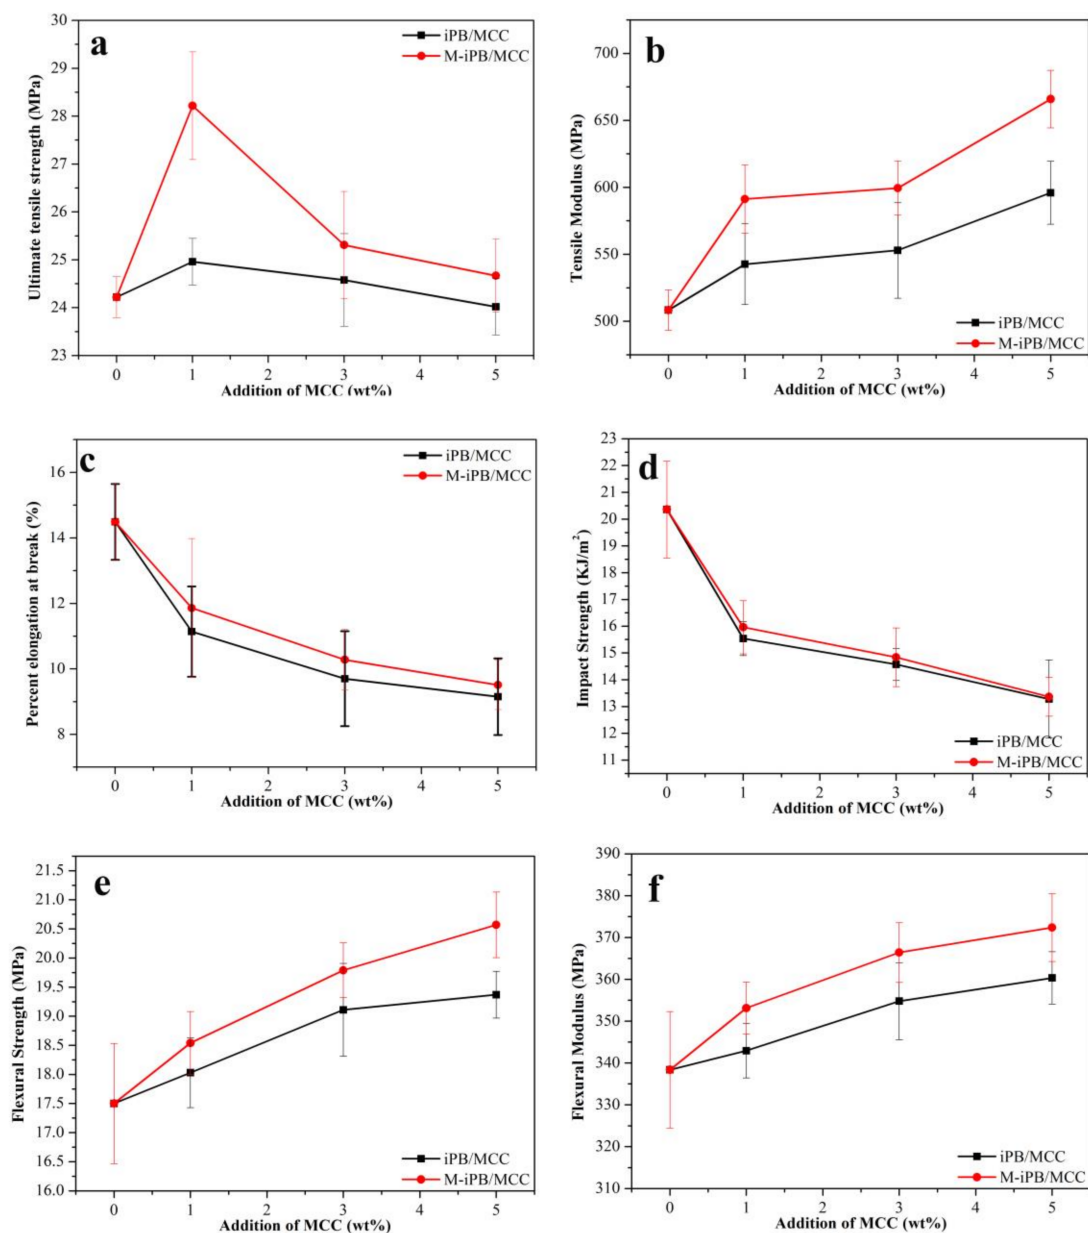 a
iPB/MCC
M-iPB/MCC
Ultimate tensile strength (MPa)
30
29
28
27
26
25
24
23
0 1 2 3 4 5
Addition of MCC (wt%)
b
Tensile Modulus (MPa)
700
650
600
550
500
iPB/MCC
M-iPB/MCC
0 1 2 3 4 5
Addition of MCC (wt%)
c
iPB/MCC
M-iPB/MCC
Percent elongation at break (%)
16
14
12
10
8
0 1 2 3 4 5
Addition of MCC (wt%)
d
Impact Strength (KJ/m²)
23
22
21
20
19
18
17
16
15
14
13
12
11
iPB/MCC
M-iPB/MCC
0 1 2 3 4 5
Addition of MCC (wt%)
e
Flexural Strength (MPa)
21.5
21.0
20.5
20.0
19.5
19.0
18.5
18.0
17.5
17.0
16.5
16.0
iPB/MCC
M-iPB/MCC
0 1 2 3 4 5
Addition of MCC (wt%)
f
Flexural Modulus (MPa)
390
380
370
360
350
340
330
320
310
iPB/MCC
M-iPB/MCC
0 1 2 3 4 5
Addition of MCC (wt%)